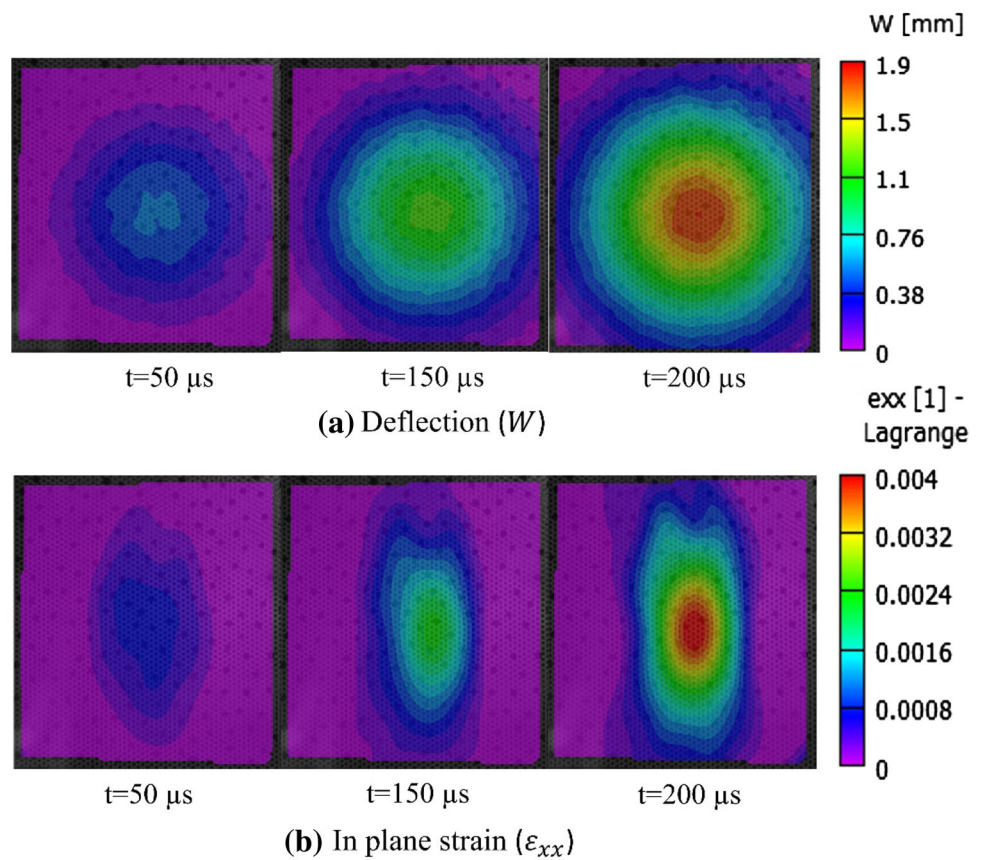 W [mm]
1.9
1.5
1.1
0.76
0.38
0
t=50 µs
t=150 µs
t=200 µs
(a) Deflection (W)
exx [1] -
Lagrange
0.004
0.0032
0.0024
0.0016
0.0008
0
t=50 µs
t=150 µs
t=200 µs
(b) In plane strain (εxx)